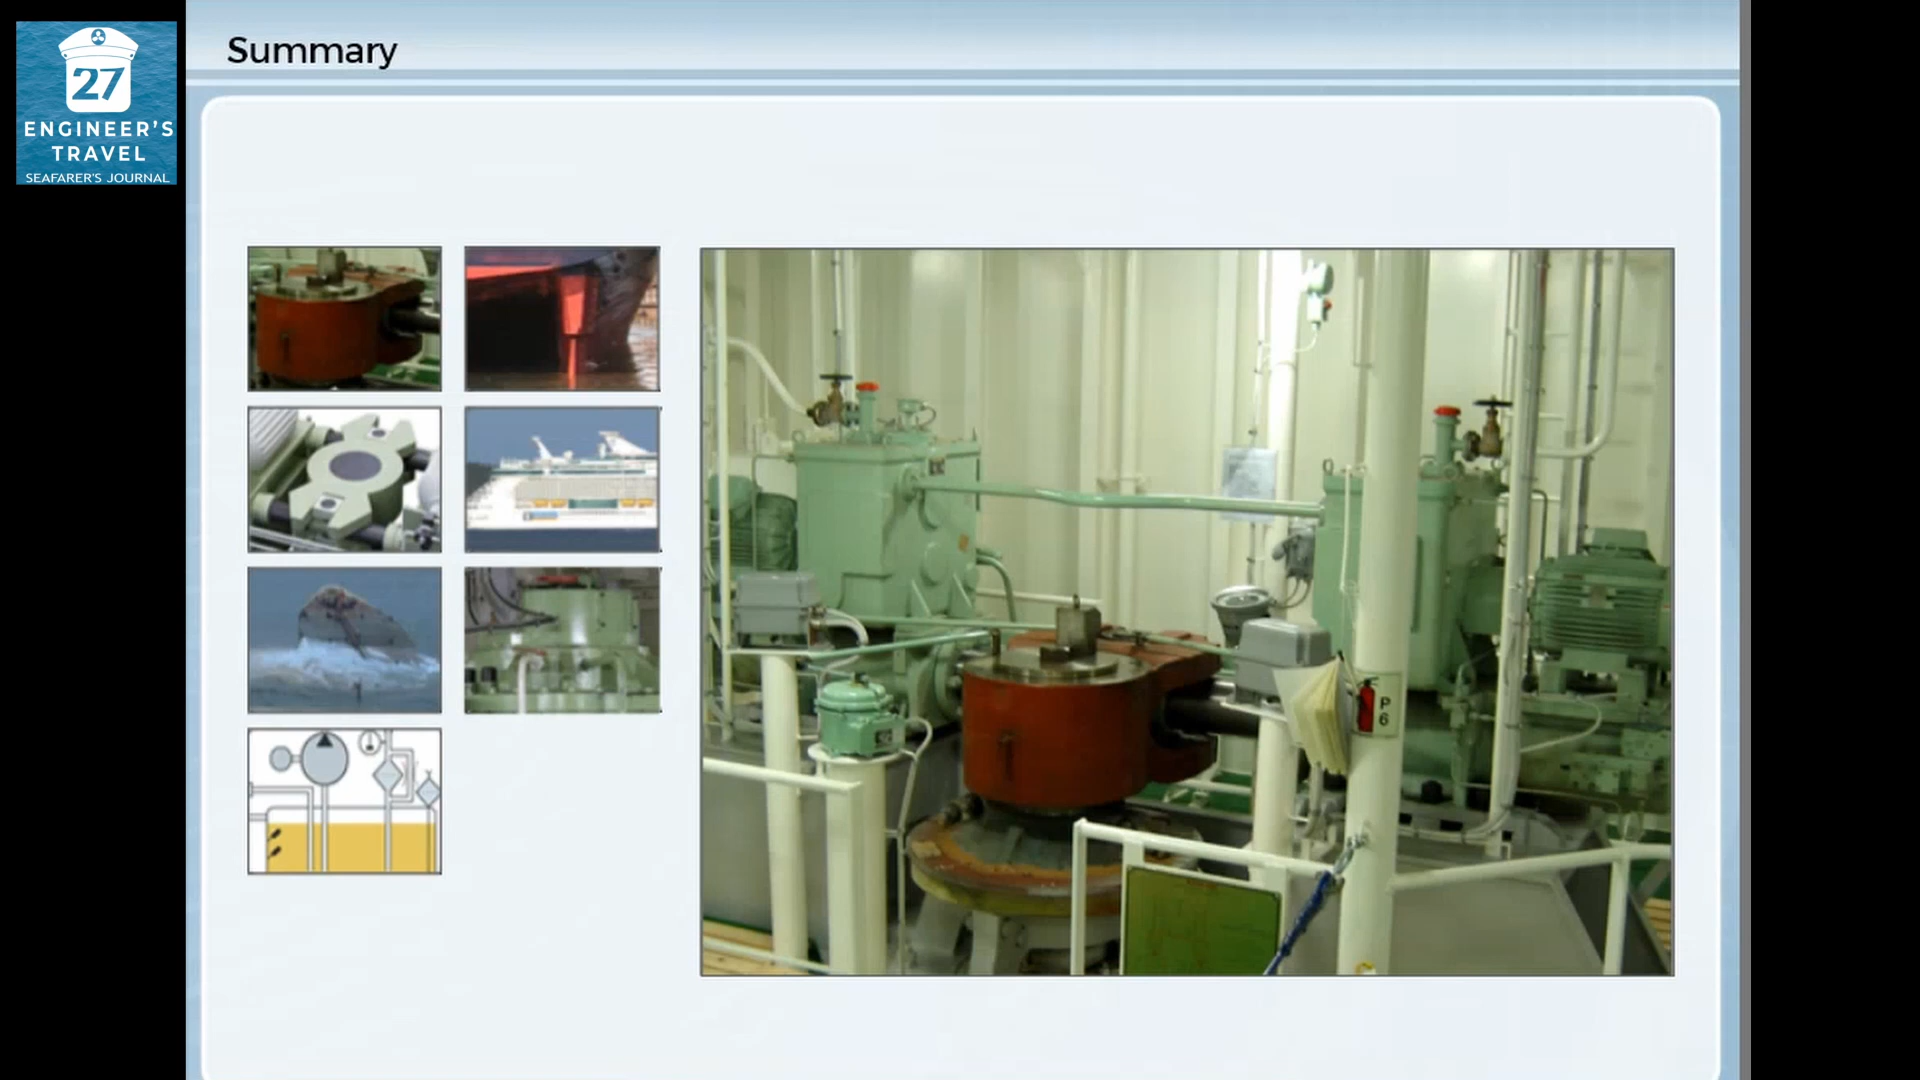 27
ENGINEER'S
TRAVEL
SEAFARER'S JOURNAL
Summary
P
6